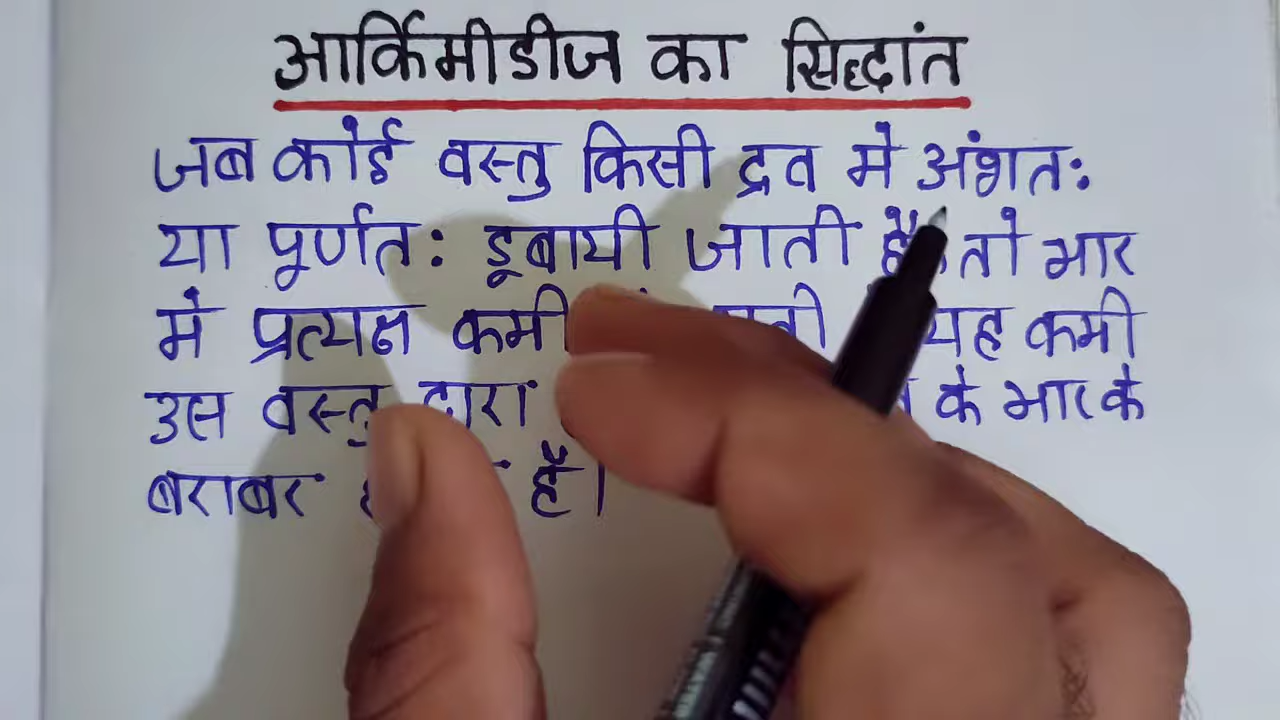 आर्किमीडीज का सिद्धांत
जब कोई वस्तु किसी द्रव मे अंशत:
या पूर्णत: डूबायी जाती है तो भार
मे प्रत्यक्ष कमी यह कमी
उस वस्तु द्वारा के भार के
बराबर है।